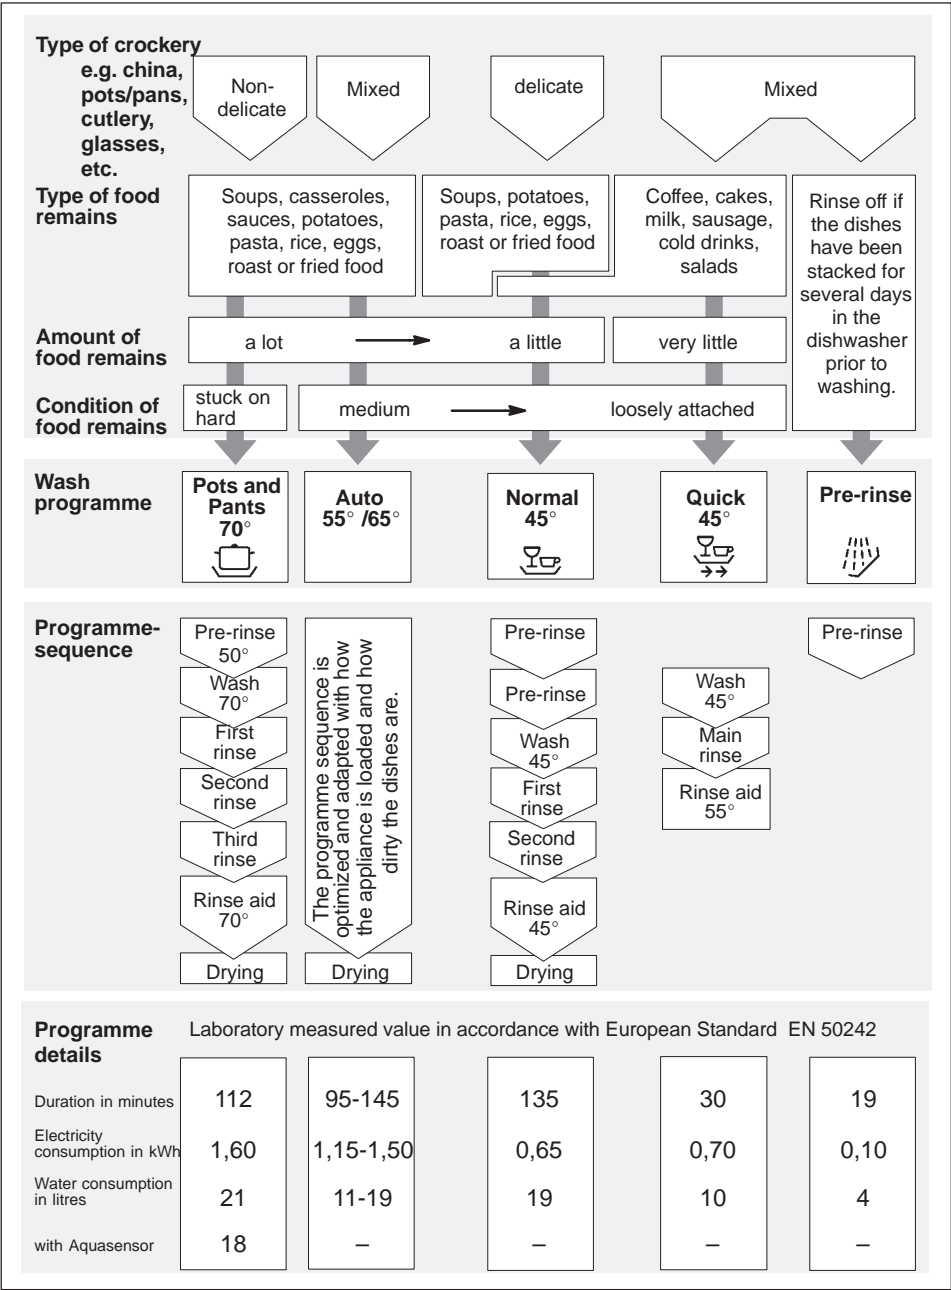 Type of crockery
e.g. china,
pots/pans,
cutlery,
glasses,
etc.
Non-
delicate
Mixed
delicate
Mixed
Type of food
remains
Soups, casseroles,
sauces, potatoes,
pasta, rice, eggs,
roast or fried food
Soups, potatoes,
pasta, rice, eggs,
roast or fried food
Coffee, cakes,
milk, sausage,
cold drinks,
salads
Rinse off if
the dishes
have been
stacked for
several days
in the
dishwasher
prior to
washing.
Amount of
food remains
a lot
a little
very little
Condition of
food remains
stuck on
hard
medium
loosely attached
Wash
programme
Pots and
Pants
70°
Auto
55° /65°
Normal
45°
Quick
45°
Pre-rinse
Programme-
sequence
Pre-rinse
50°
Wash
70°
First
rinse
Second
rinse
Third
rinse
Rinse aid
70°
Drying
The programme sequence is
optimized and adapted with how
the appliance is loaded and how
dirty the dishes are.
Drying
Pre-rinse
Pre-rinse
Wash
45°
First
rinse
Second
rinse
Rinse aid
45°
Drying
Wash
45°
Main
rinse
Rinse aid
55°
Pre-rinse
Programme
details
Laboratory measured value in accordance with European Standard EN 50242
Duration in minutes 112 95-145 135 30 19
Electricity
consumption in kWh 1,60 1,15-1,50 0,65 0,70 0,10
Water consumption
in litres 21 11-19 19 10 4
with Aquasensor 18 – – – –